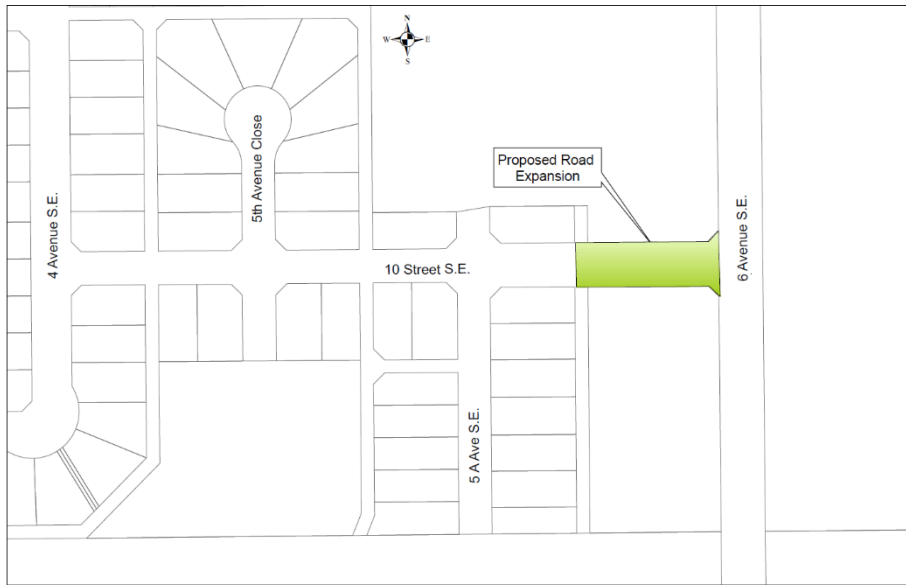 N
W E
S
5th Avenue Close
Proposed Road
Expansion
4 Avenue S.E.
6 Avenue S.E.
10 Street S.E.
5 A Ave S.E.